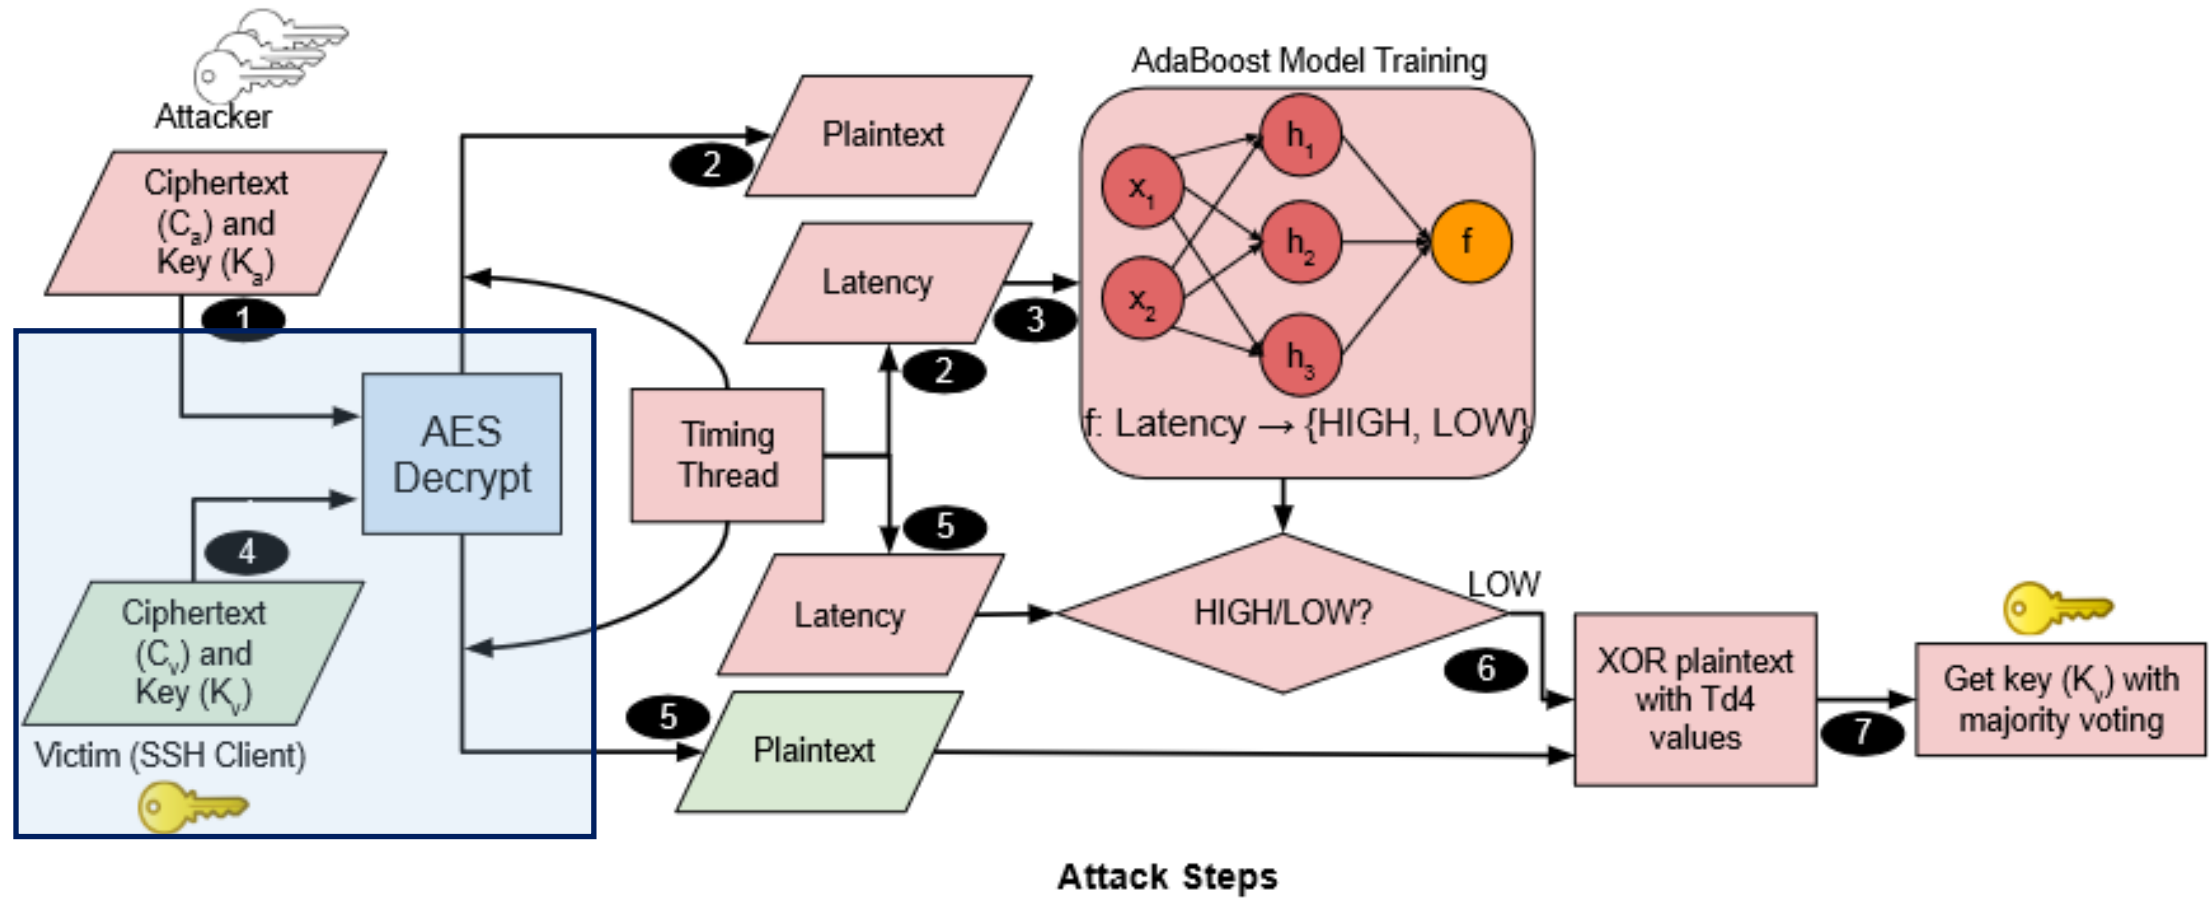 Attacker
Ciphertext
(Cₐ) and
Key (Kₐ)
1
AES
Decrypt
4
Ciphertext
(Cᵥ) and
Key (Kᵥ)
Victim (SSH Client)
2
Plaintext
Latency
2
3
Timing
Thread
5
Latency
5
Plaintext
AdaBoost Model Training
x₁
x₂
h₁
h₂
h₃
f
f: Latency → {HIGH, LOW}
HIGH/LOW?
LOW
6
XOR plaintext
with Td4
values
7
Get key (Kᵥ) with
majority voting
Attack Steps